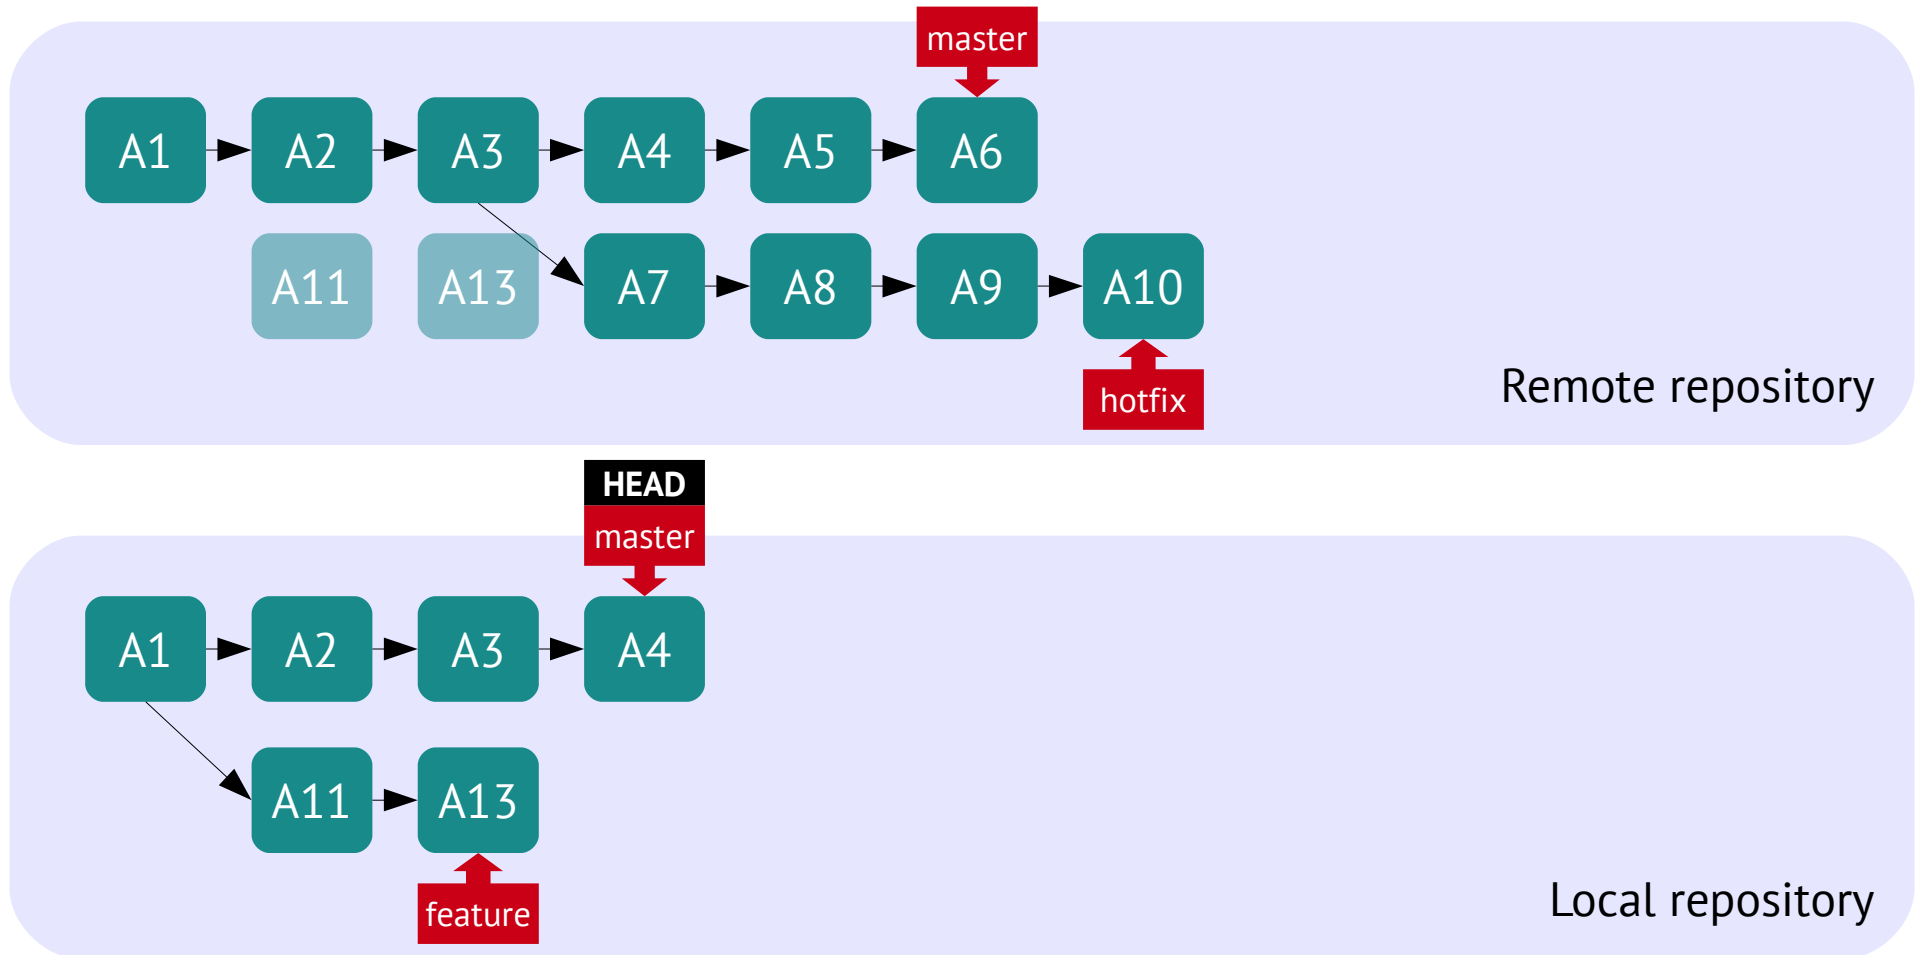 master
A1 A2 A3 A4 A5 A6
A11 A13 A7 A8 A9 A10
Remote repository
hotfix
HEAD
master
A1 A2 A3 A4
A11 A13
Local repository
feature